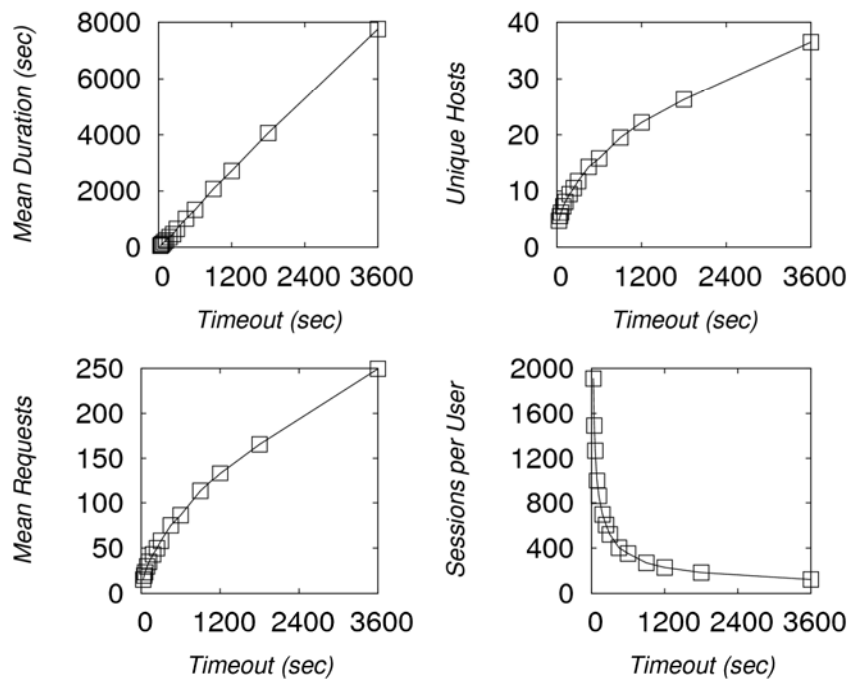 8000
6000
4000
2000
0
Mean Duration (sec)
0 1200 2400 3600
Timeout (sec)
40
30
20
10
0
Unique Hosts
0 1200 2400 3600
Timeout (sec)
250
200
150
100
50
0
Mean Requests
0 1200 2400 3600
Timeout (sec)
2000
1600
1200
800
400
0
Sessions per User
0 1200 2400 3600
Timeout (sec)